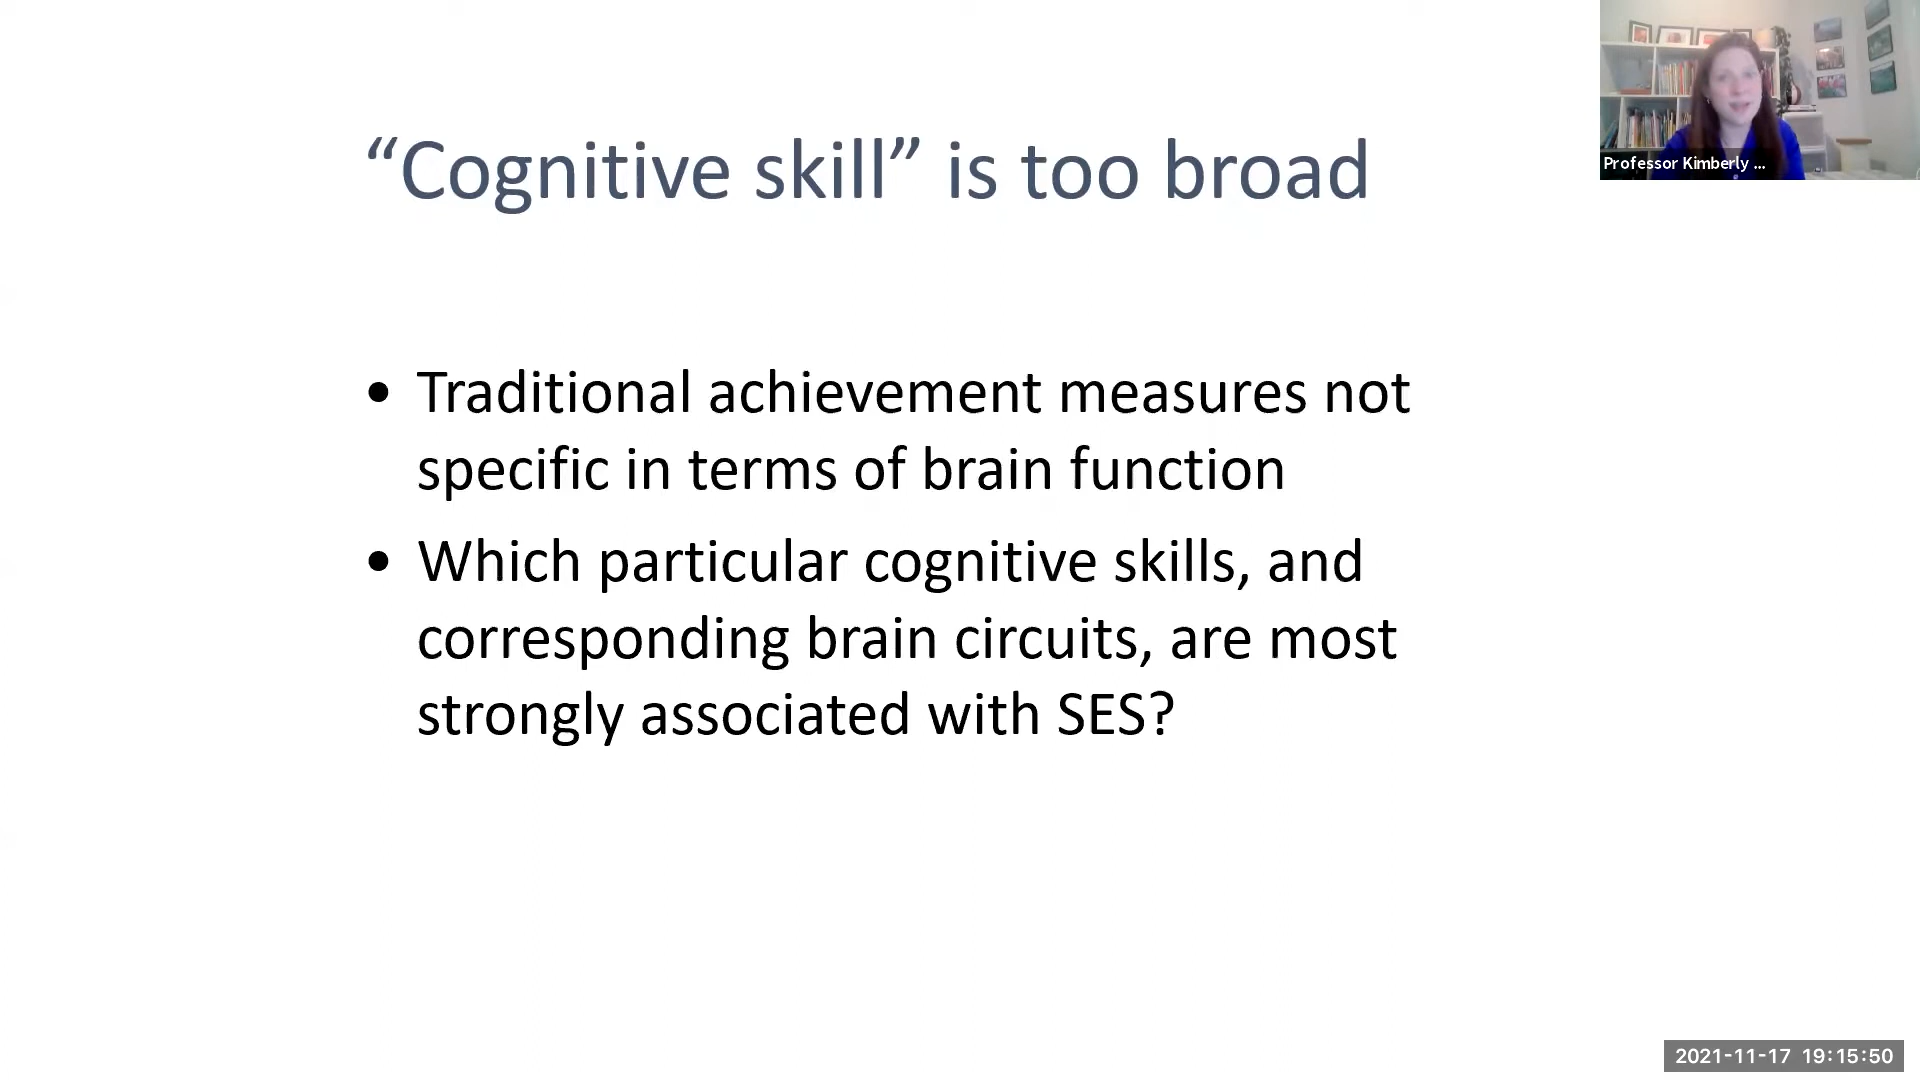 “Cognitive skill” is too broad
Professor Kimberly ...
• Traditional achievement measures not
specific in terms of brain function
• Which particular cognitive skills, and
corresponding brain circuits, are most
strongly associated with SES?
2021-11-17 19:15:50